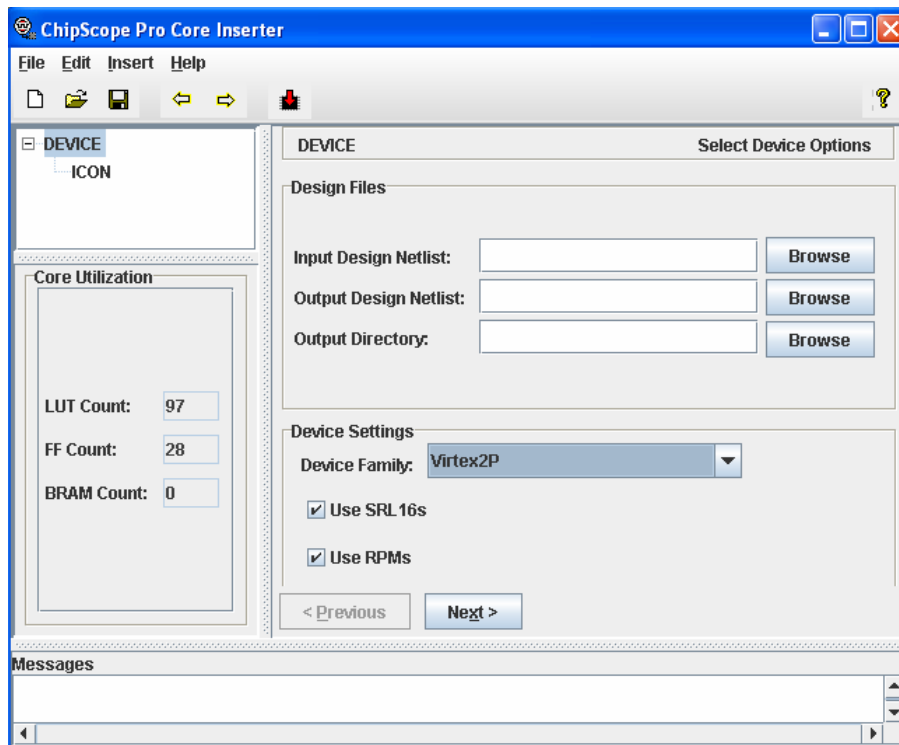 ChipScope Pro Core Inserter
File Edit Insert Help
DEVICE
ICON
DEVICE Select Device Options
Design Files
Input Design Netlist: Browse
Output Design Netlist: Browse
Output Directory: Browse
Core Utilization
LUT Count: 97
FF Count: 28
BRAM Count: 0
Device Settings
Device Family: Virtex2P
Use SRL16s
Use RPMs
< Previous Next >
Messages